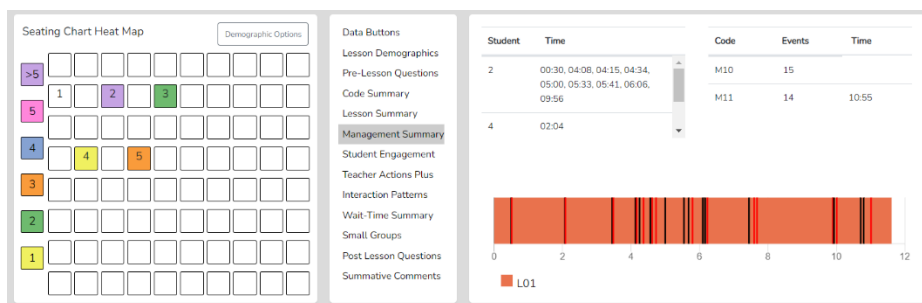 Seating Chart Heat Map
Demographic Options
>5
5
4
3
2
1
1 2 3
4 5
Data Buttons
Lesson Demographics
Pre-Lesson Questions
Code Summary
Lesson Summary
Management Summary
Student Engagement
Teacher Actions Plus
Interaction Patterns
Wait-Time Summary
Small Groups
Post Lesson Questions
Summative Comments
Student Time
2 00:30, 04:08, 04:15, 04:34,
05:00, 05:33, 05:41, 06:06,
09:56
4 02:04
Code Events Time
M10 15
M11 14 10:55
0 2 4 6 8 10 12
L01